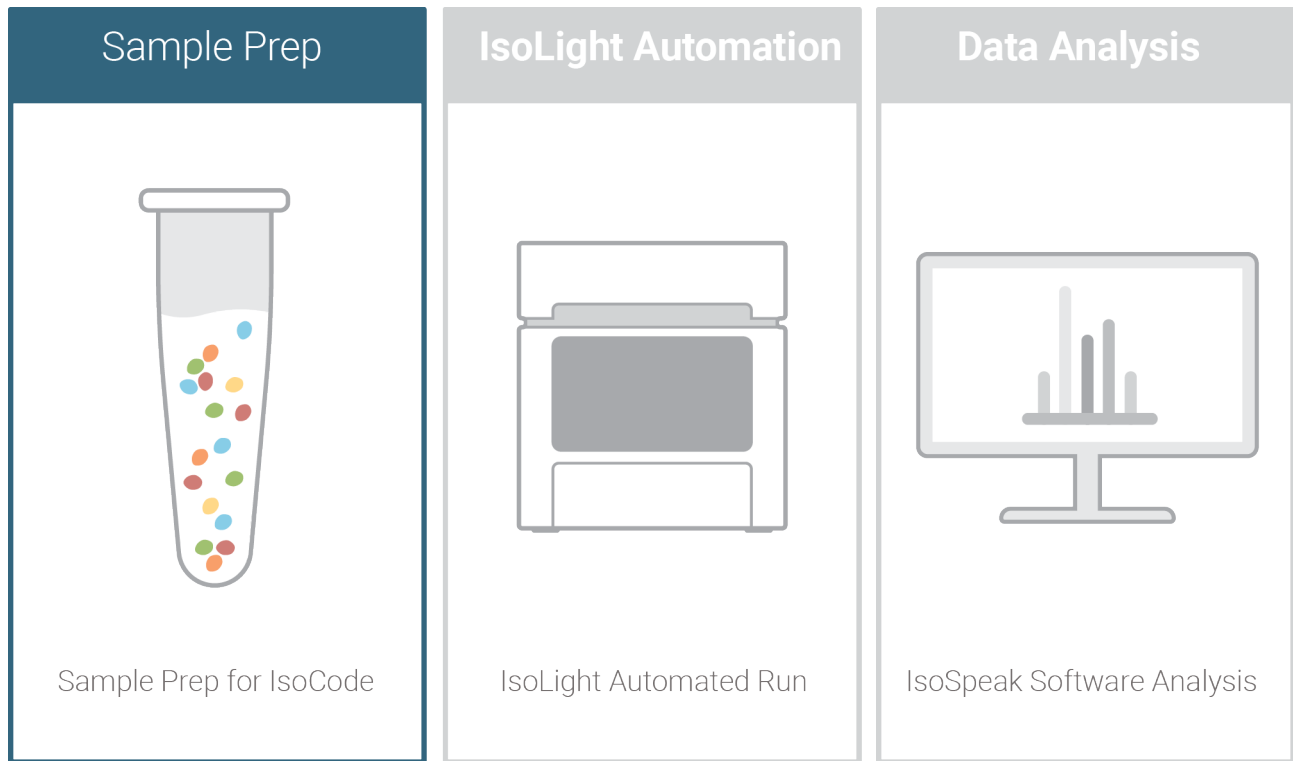 Sample Prep
IsoLight Automation
Data Analysis
Sample Prep for IsoCode
IsoLight Automated Run
IsoSpeak Software Analysis